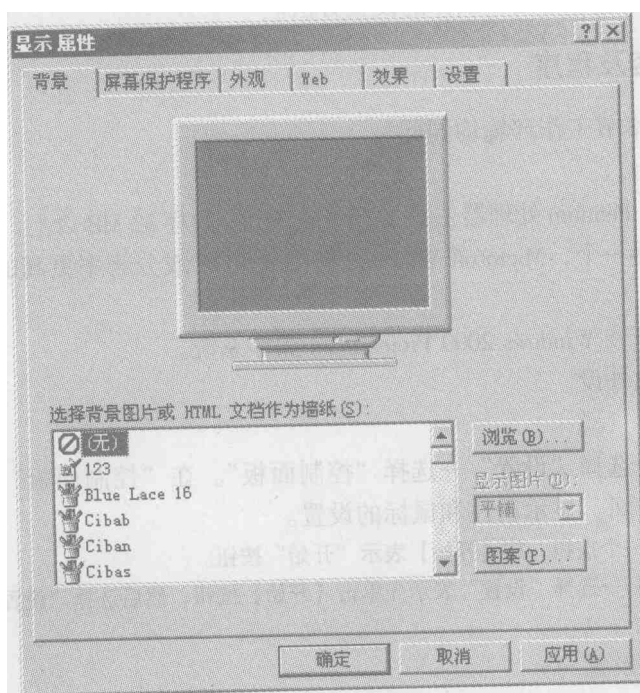 显示 属性
? ×
背景 屏幕保护程序 外观 Web 效果 设置
选择背景图片或 HTML 文档作为墙纸(S):
(无)
123
Blue Lace 16
Cibab
Ciban
Cibas
浏览(B)...
显示图片(D):
平铺
图案(P)...
确定 取消 应用(A)